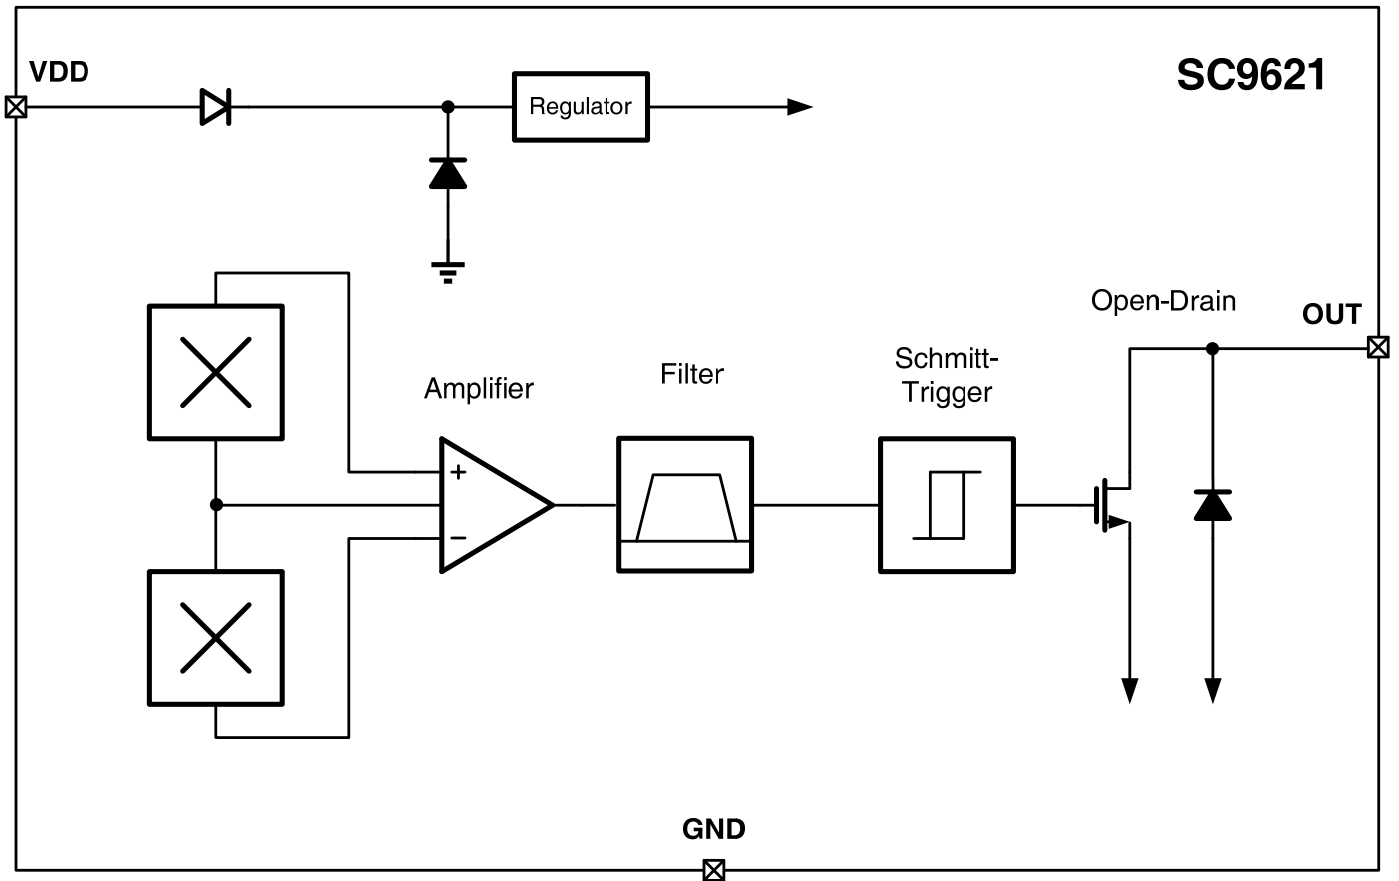 VDD
SC9621
Regulator
Open-Drain
OUT
Schmitt-
Trigger
Filter
Amplifier
+
−
GND